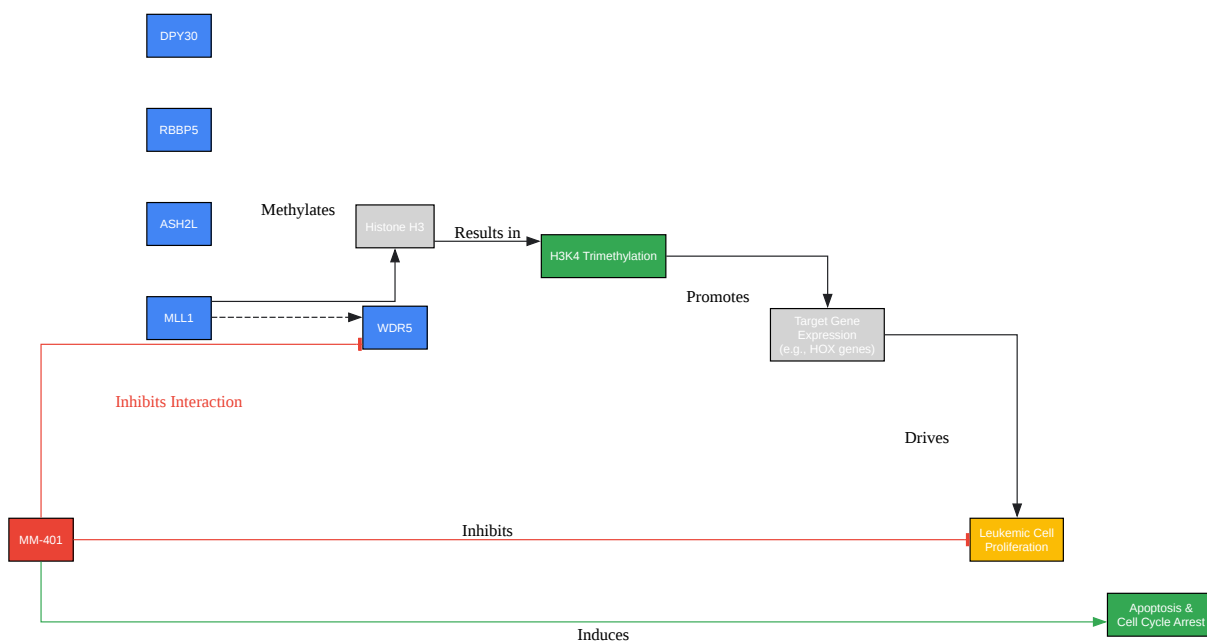 DPY30
RBBP5
ASH2L
Methylates
Histone H3
Results in
H3K4 Trimethylation
MLL1
WDR5
Promotes
Target Gene
Expression
(e.g., HOX genes)
Inhibits Interaction
Drives
MM-401
Inhibits
Leukemic Cell
Proliferation
Apoptosis &
Cell Cycle Arrest
Induces